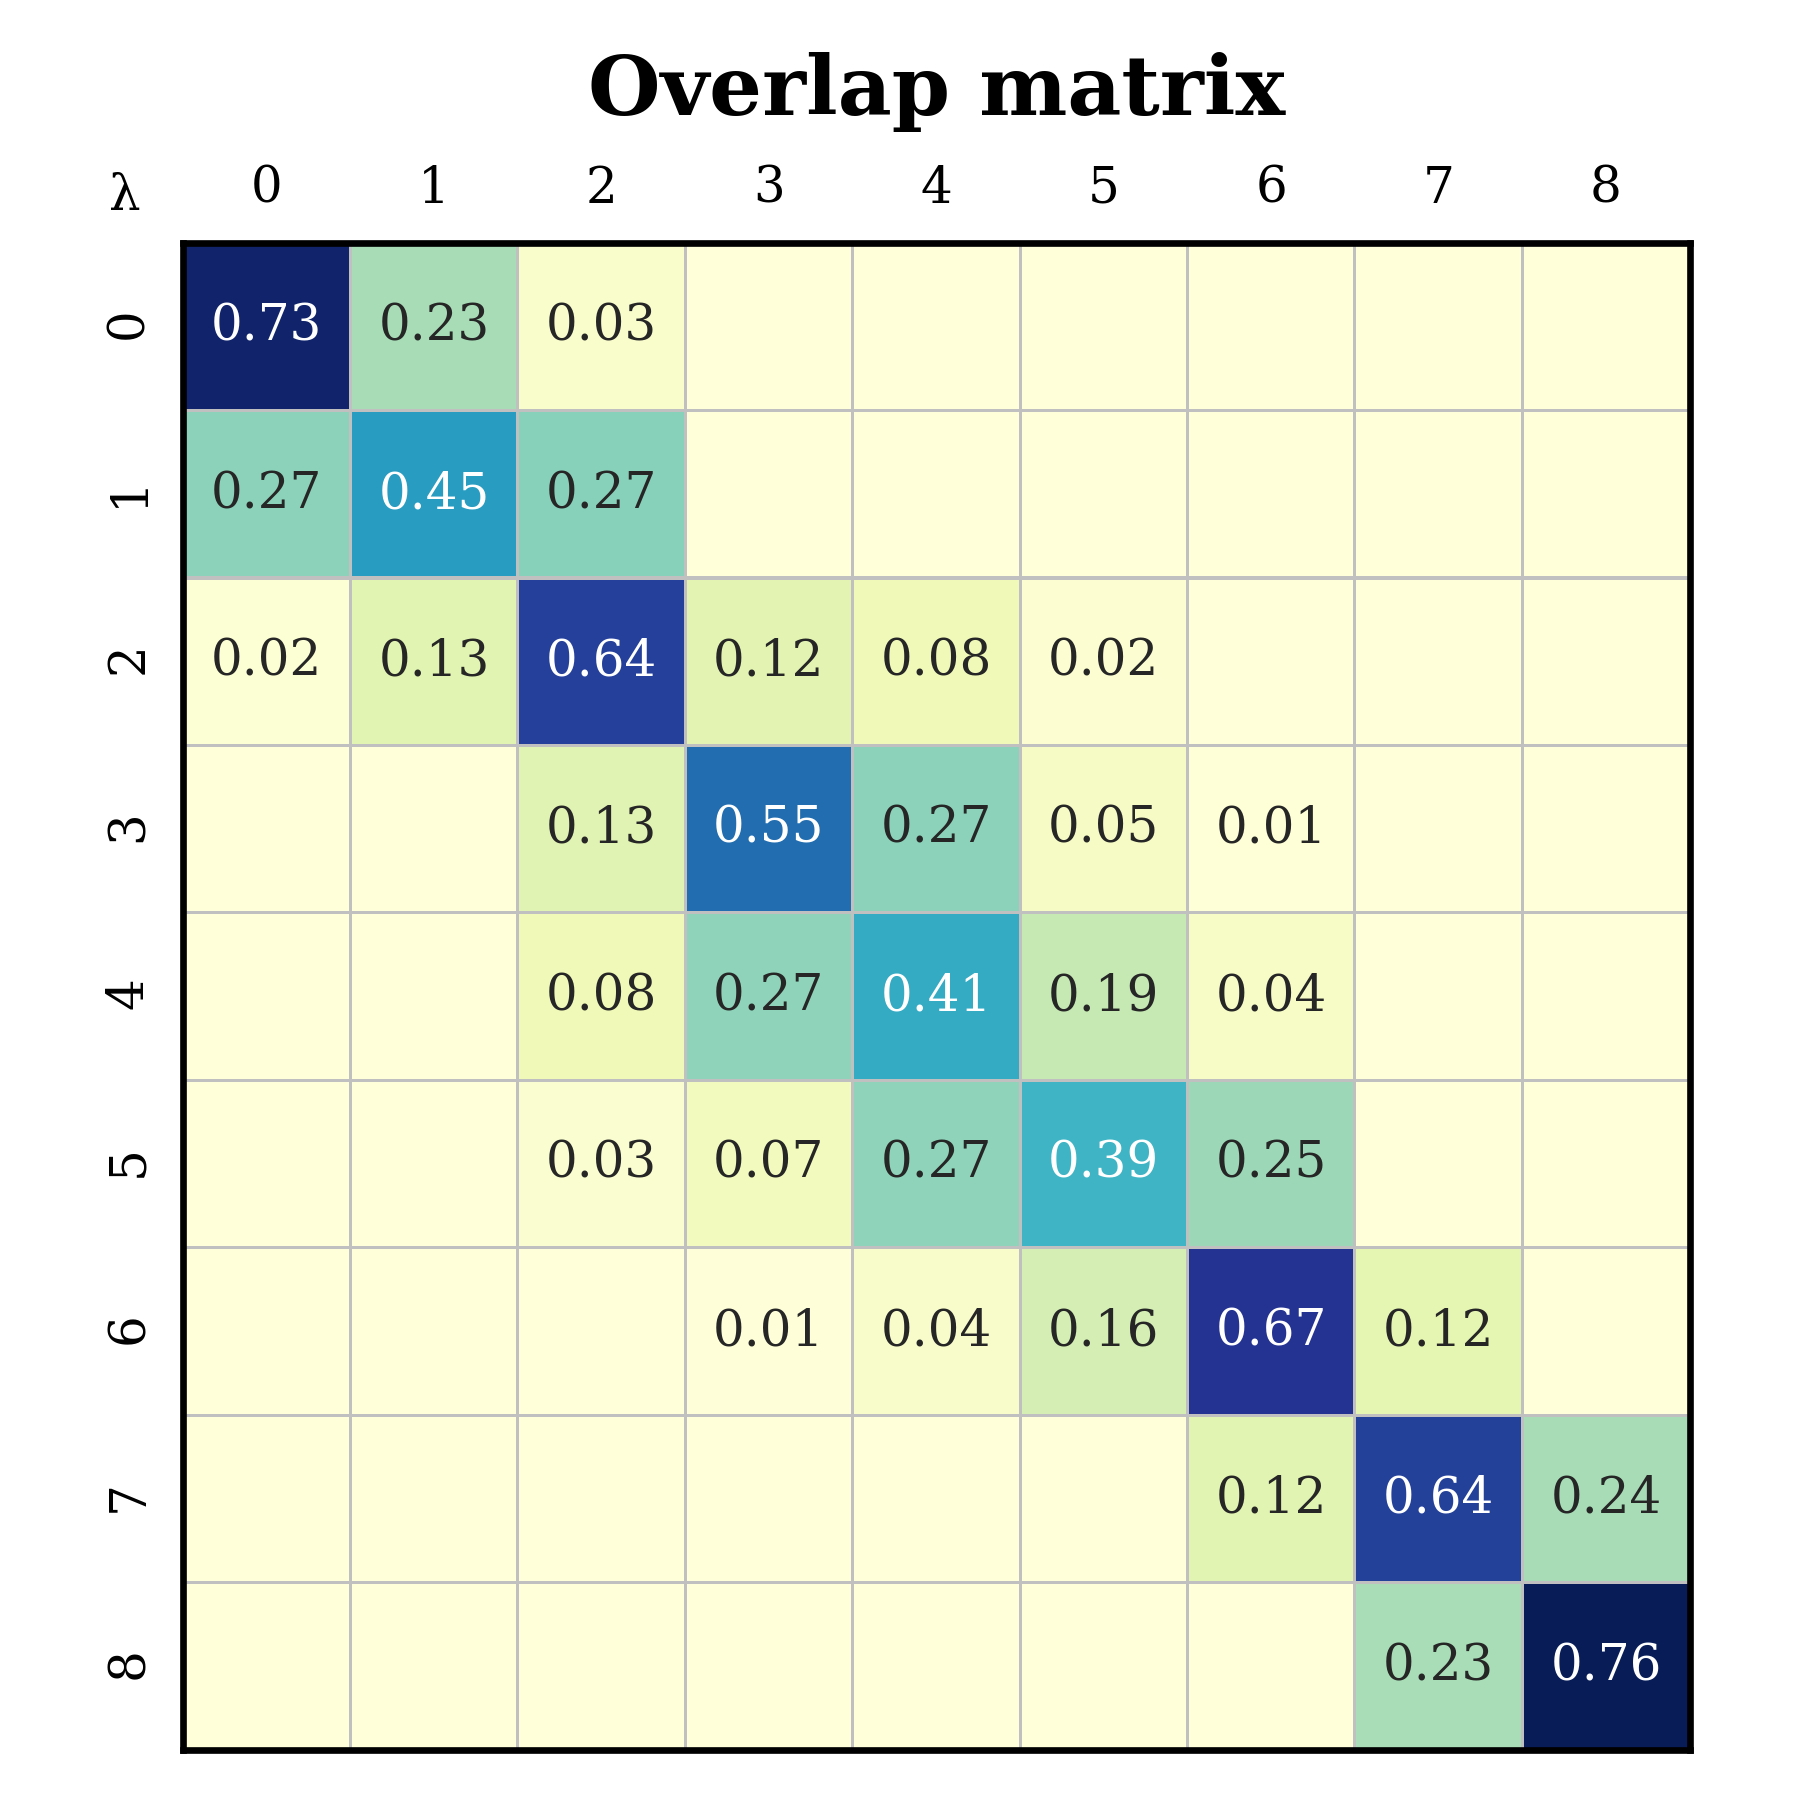 Overlap matrix
λ 0 1 2 3 4 5 6 7 8
0 0.73 0.23 0.03
1 0.27 0.45 0.27
2 0.02 0.13 0.64 0.12 0.08 0.02
3 0.13 0.55 0.27 0.05 0.01
4 0.08 0.27 0.41 0.19 0.04
5 0.03 0.07 0.27 0.39 0.25
6 0.01 0.04 0.16 0.67 0.12
7 0.12 0.64 0.24
8 0.23 0.76